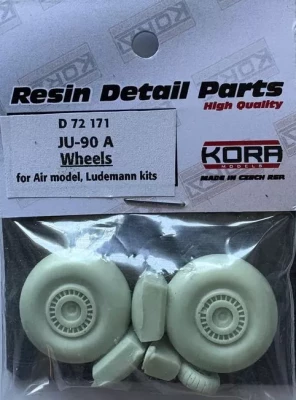 Resin Detail Parts
High Quality
D 72 171
JU-90 A
Wheels
for Air model, Ludemann kits
KORA
MODELS
MADE IN CZECH REP.